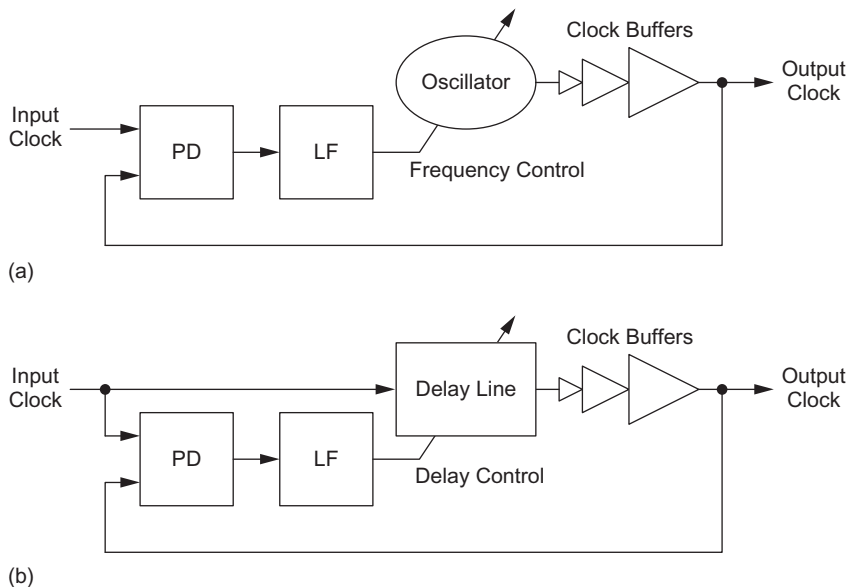 Clock Buffers
Oscillator
Output
Clock
Input
Clock
PD
LF
Frequency Control
(a)
Clock Buffers
Input
Clock
Delay Line
Output
Clock
PD
LF
Delay Control
(b)